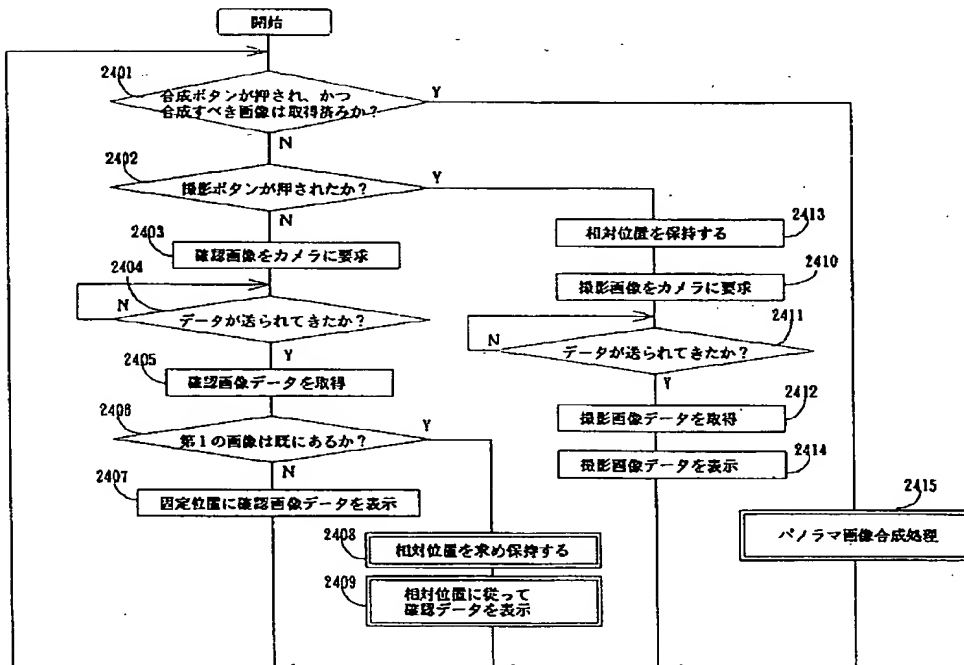 開始
2401
合成ボタンが押され、かつ
合成すべき画像は取得済みか?
Y
N
2402
撮影ボタンが押されたか?
Y
N
2403
確認画像をカメラに要求
2404
N
データが送られてきたか?
Y
2405
確認画像データを取得
2406
第1の画像は既にあるか?
Y
N
2407
固定位置に確認画像データを表示
2408
相対位置を求め保持する
2409
相対位置に従って
確認データを表示
2413
相対位置を保持する
2410
撮影画像をカメラに要求
2411
N
データが送られてきたか?
Y
2412
撮影画像データを取得
撮影画像データを表示
2414
2415
パノラマ画像合成処理